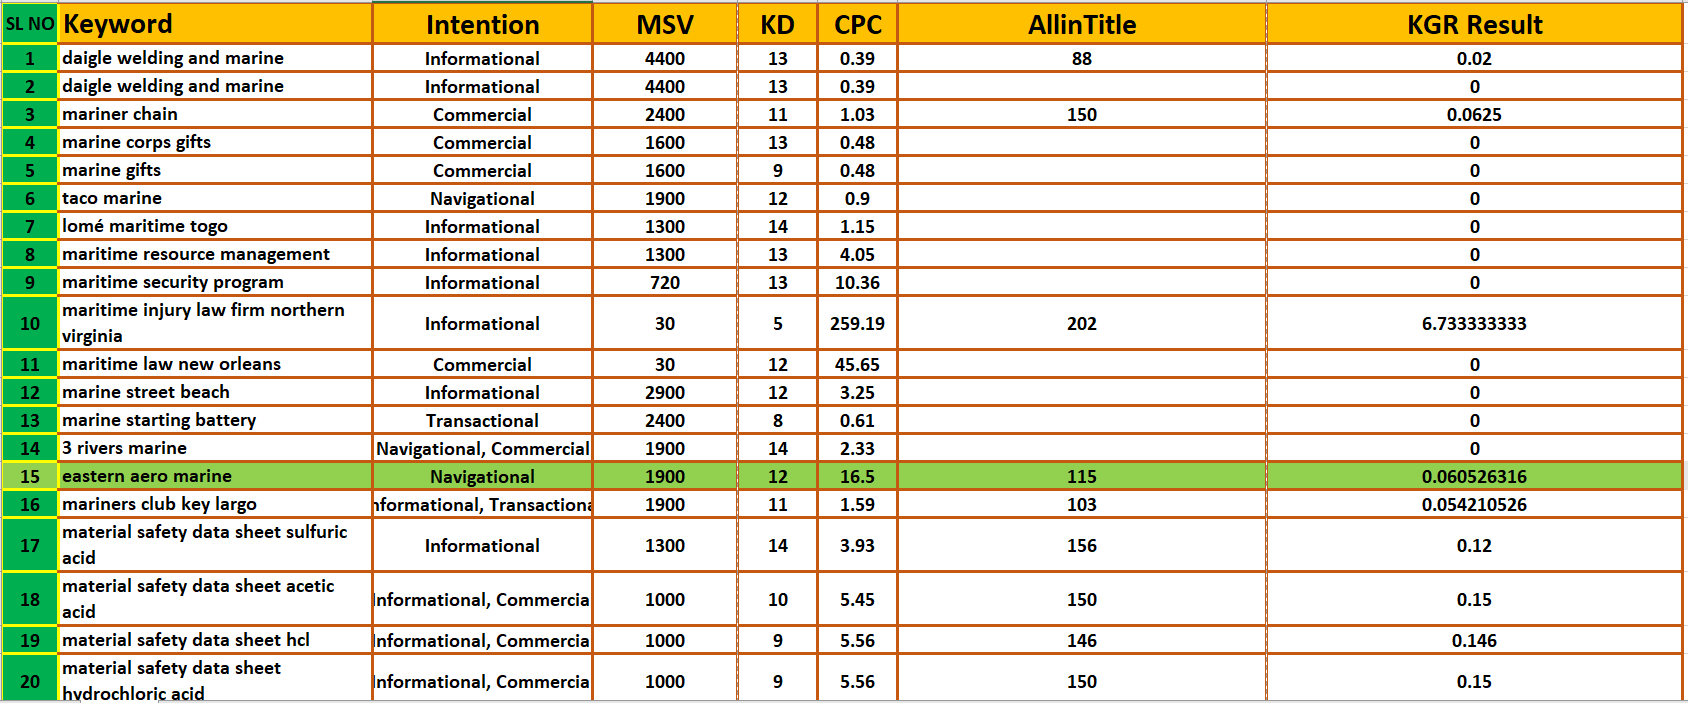 SL NO Keyword Intention MSV KD CPC AllinTitle KGR Result
1 daigle welding and marine Informational 4400 13 0.39 88 0.02
2 daigle welding and marine Informational 4400 13 0.39 0
3 mariner chain Commercial 2400 11 1.03 150 0.0625
4 marine corps gifts Commercial 1600 13 0.48 0
5 marine gifts Commercial 1600 9 0.48 0
6 taco marine Navigational 1900 12 0.9 0
7 lomé maritime togo Informational 1300 14 1.15 0
8 maritime resource management Informational 1300 13 4.05 0
9 maritime security program Informational 720 13 10.36 0
10 maritime injury law firm northern
virginia Informational 30 5 259.19 202 6.733333333
11 maritime law new orleans Commercial 30 12 45.65 0
12 marine street beach Informational 2900 12 3.25 0
13 marine starting battery Transactional 2400 8 0.61 0
14 3 rivers marine Navigational, Commercial 1900 14 2.33 0
15 eastern aero marine Navigational 1900 12 16.5 115 0.060526316
16 mariners club key largo nformational, Transactiona 1900 11 1.59 103 0.054210526
17 material safety data sheet sulfuric
acid Informational 1300 14 3.93 156 0.12
18 material safety data sheet acetic
acid Informational, Commercia 1000 10 5.45 150 0.15
19 material safety data sheet hcl Informational, Commercia 1000 9 5.56 146 0.146
20 material safety data sheet
hydrochloric acid Informational, Commercia 1000 9 5.56 150 0.15